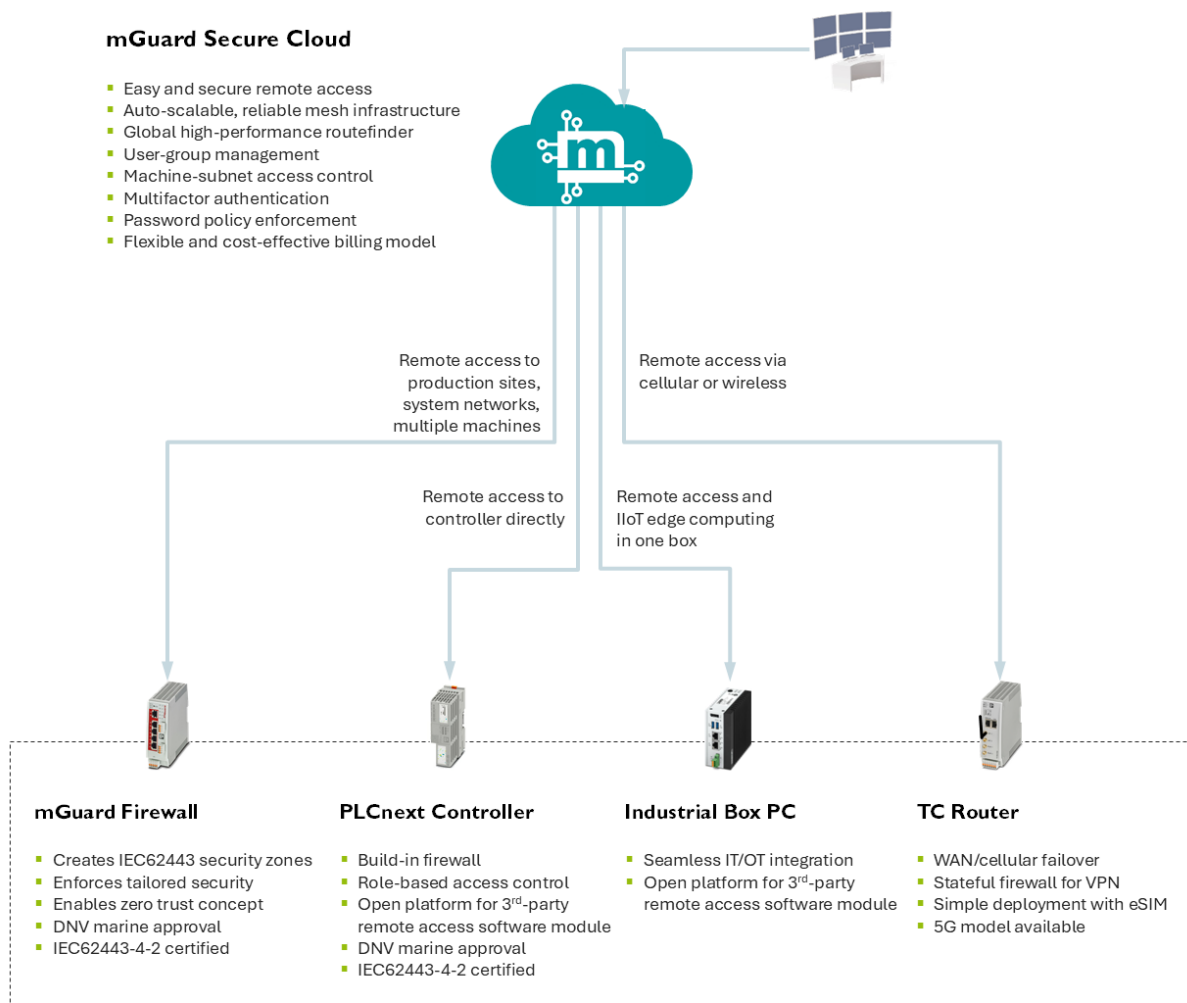 mGuard Secure Cloud
Easy and secure remote access
Auto-scalable, reliable mesh infrastructure
Global high-performance routefinder
User-group management
Machine-subnet access control
Multifactor authentication
Password policy enforcement
Flexible and cost-effective billing model
m
Remote access to
production sites,
system networks,
multiple machines
Remote access via
cellular or wireless
Remote access to
controller directly
Remote access and
IIoT edge computing
in one box
mGuard Firewall
Creates IEC62443 security zones
Enforces tailored security
Enables zero trust concept
DNV marine approval
IEC62443-4-2 certified
PLCnext Controller
Build-in firewall
Role-based access control
Open platform for 3rd-party
remote access software module
DNV marine approval
IEC62443-4-2 certified
Industrial Box PC
Seamless IT/OT integration
Open platform for 3rd-party
remote access software module
TC Router
WAN/cellular failover
Stateful firewall for VPN
Simple deployment with eSIM
5G model available